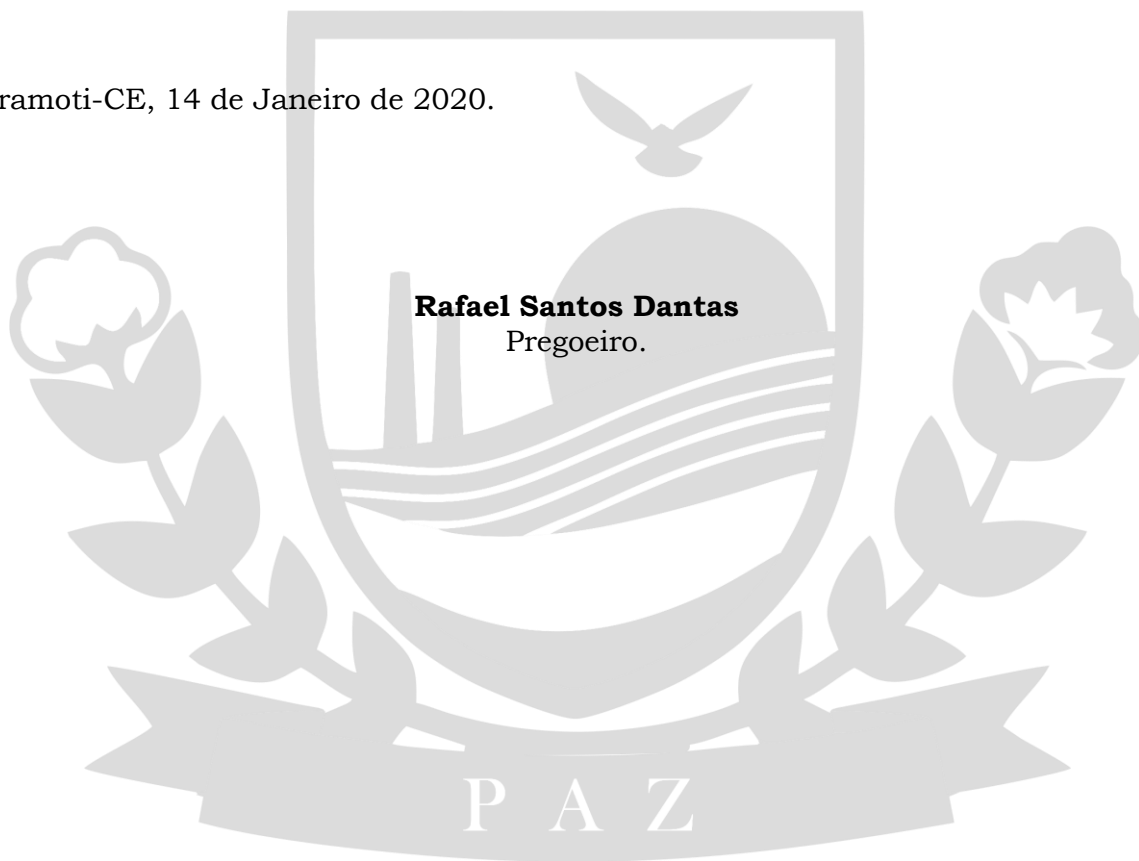 ramoti-CE, 14 de Janeiro de 2020.
Rafael Santos Dantas
Pregoeiro.
P A Z